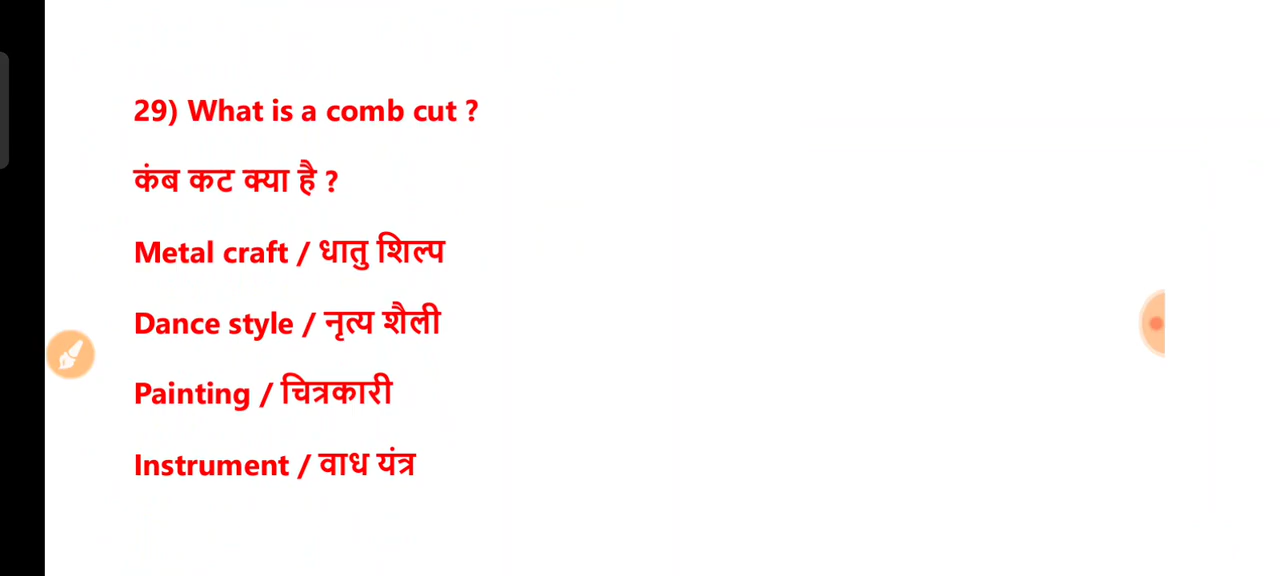 29) What is a comb cut ?
कंब कट क्या है ?
Metal craft / धातु शिल्प
Dance style / नृत्य शैली
Painting / चित्रकारी
Instrument / वाध यंत्र